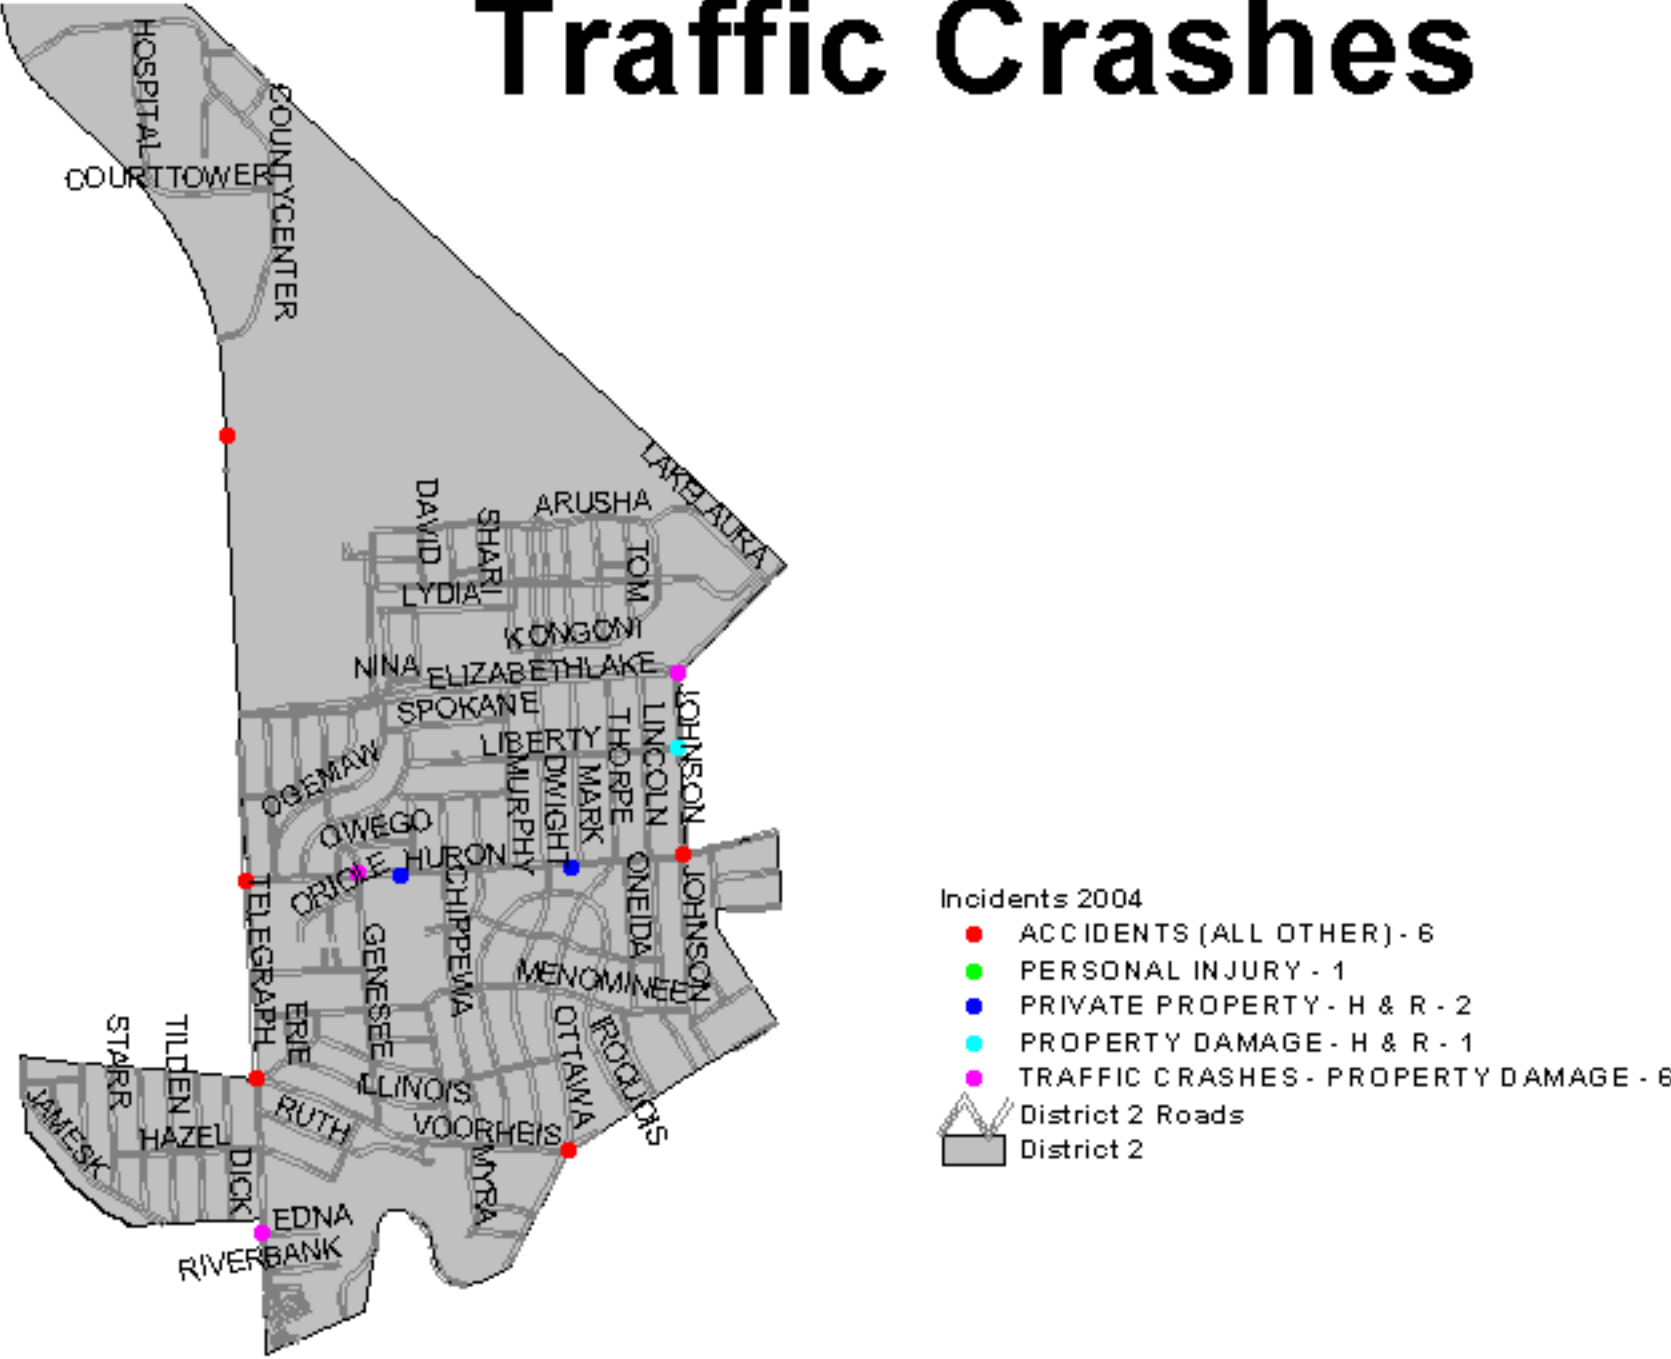 Traffic Crashes
HOSPITAL
COUNTYCENTER
COURTTOWER
LAKELAURA
DAVID
SHARI
ARUSHA
TOM
LYDIA
KONGONI
NINA
ELIZABETHLAKE
SPOKANE
JOHNSON
LINCOLN
THORPE
LIBERTY
OGEMAW
MURPHY
DWIGHT
MARK
OWEGO
HURON
ORIOLE
ONEIDA
JOHNSON
TELEGRAPH
CHIPPEWA
GENESEE
MENOMINEE
ERIE
OTTAWA
IROQUOIS
STARR
TILDEN
ILLINOIS
JAMESK
RUTH
VOORHEIS
HAZEL
DICK
MYRA
EDNA
RIVERBANK
Incidents 2004
ACCIDENTS (ALL OTHER) - 6
PERSONAL INJURY - 1
PRIVATE PROPERTY - H & R - 2
PROPERTY DAMAGE - H & R - 1
TRAFFIC CRASHES - PROPERTY DAMAGE - 6
District 2 Roads
District 2